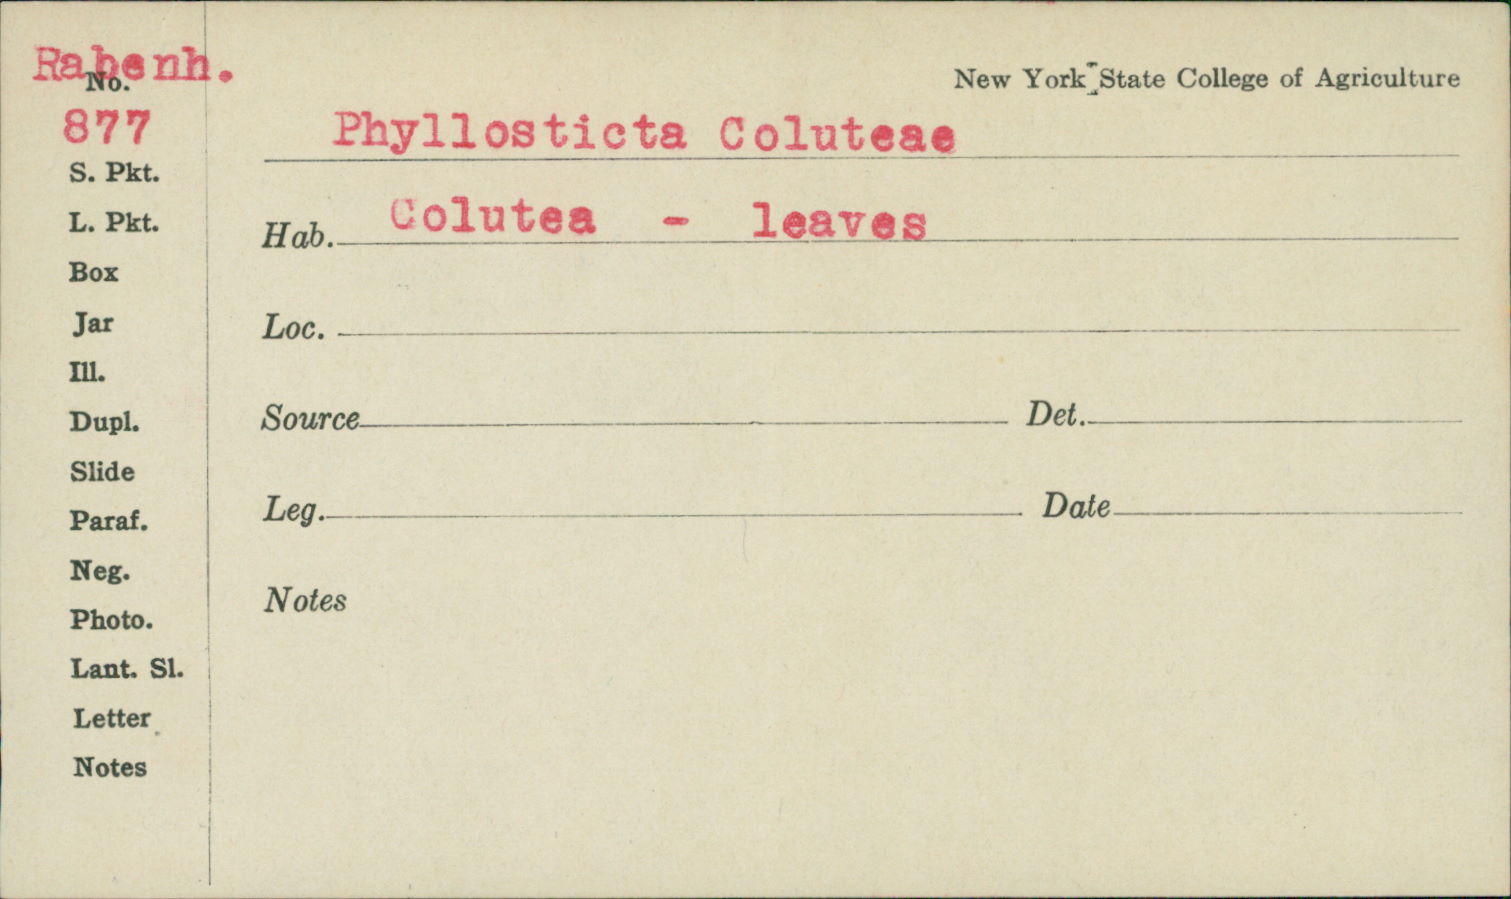 Rabenh.
No.
877
S. Pkt.
L. Pkt.
Box
Jar
Ill.
Dupl.
Slide
Paraf.
Neg.
Photo.
Lant. Sl.
Letter
Notes
New York State College of Agriculture
Phyllosticta Coluteae
Hab. Colutea - leaves
Loc.
Source Det.
Leg. Date
Notes